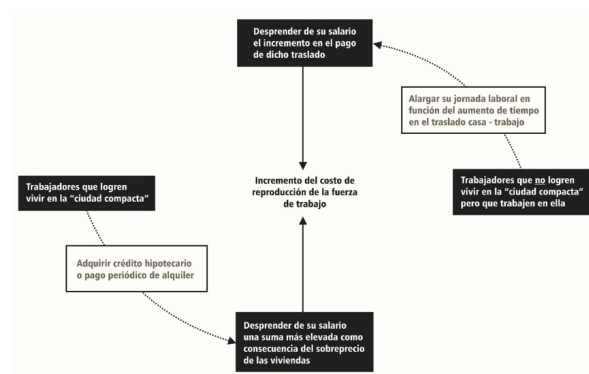 Desprender de su salario
el incremento en el pago
de dicho traslado
Alargar su jornada laboral en
función del aumento de tiempo
en el traslado casa - trabajo
Trabajadores que no logren
vivir en la “ciudad compacta”
pero que trabajen en ella
Incremento del costo de
reproducción de la fuerza
de trabajo
Trabajadores que logren
vivir en la “ciudad compacta”
Adquirir crédito hipotecario
o pago periódico de alquiler
Desprender de su salario
una suma más elevada como
consecuencia del sobreprecio
de las viviendas